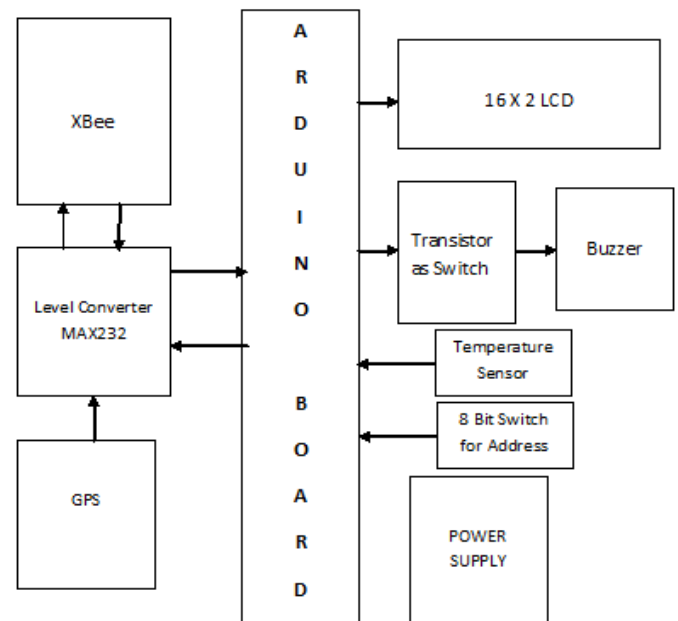 XBee
Level Converter
MAX232
GPS
A
R
D
U
I
N
O
B
O
A
R
D
16 X 2 LCD
Transistor
as Switch
Buzzer
Temperature
Sensor
8 Bit Switch
for Address
POWER
SUPPLY